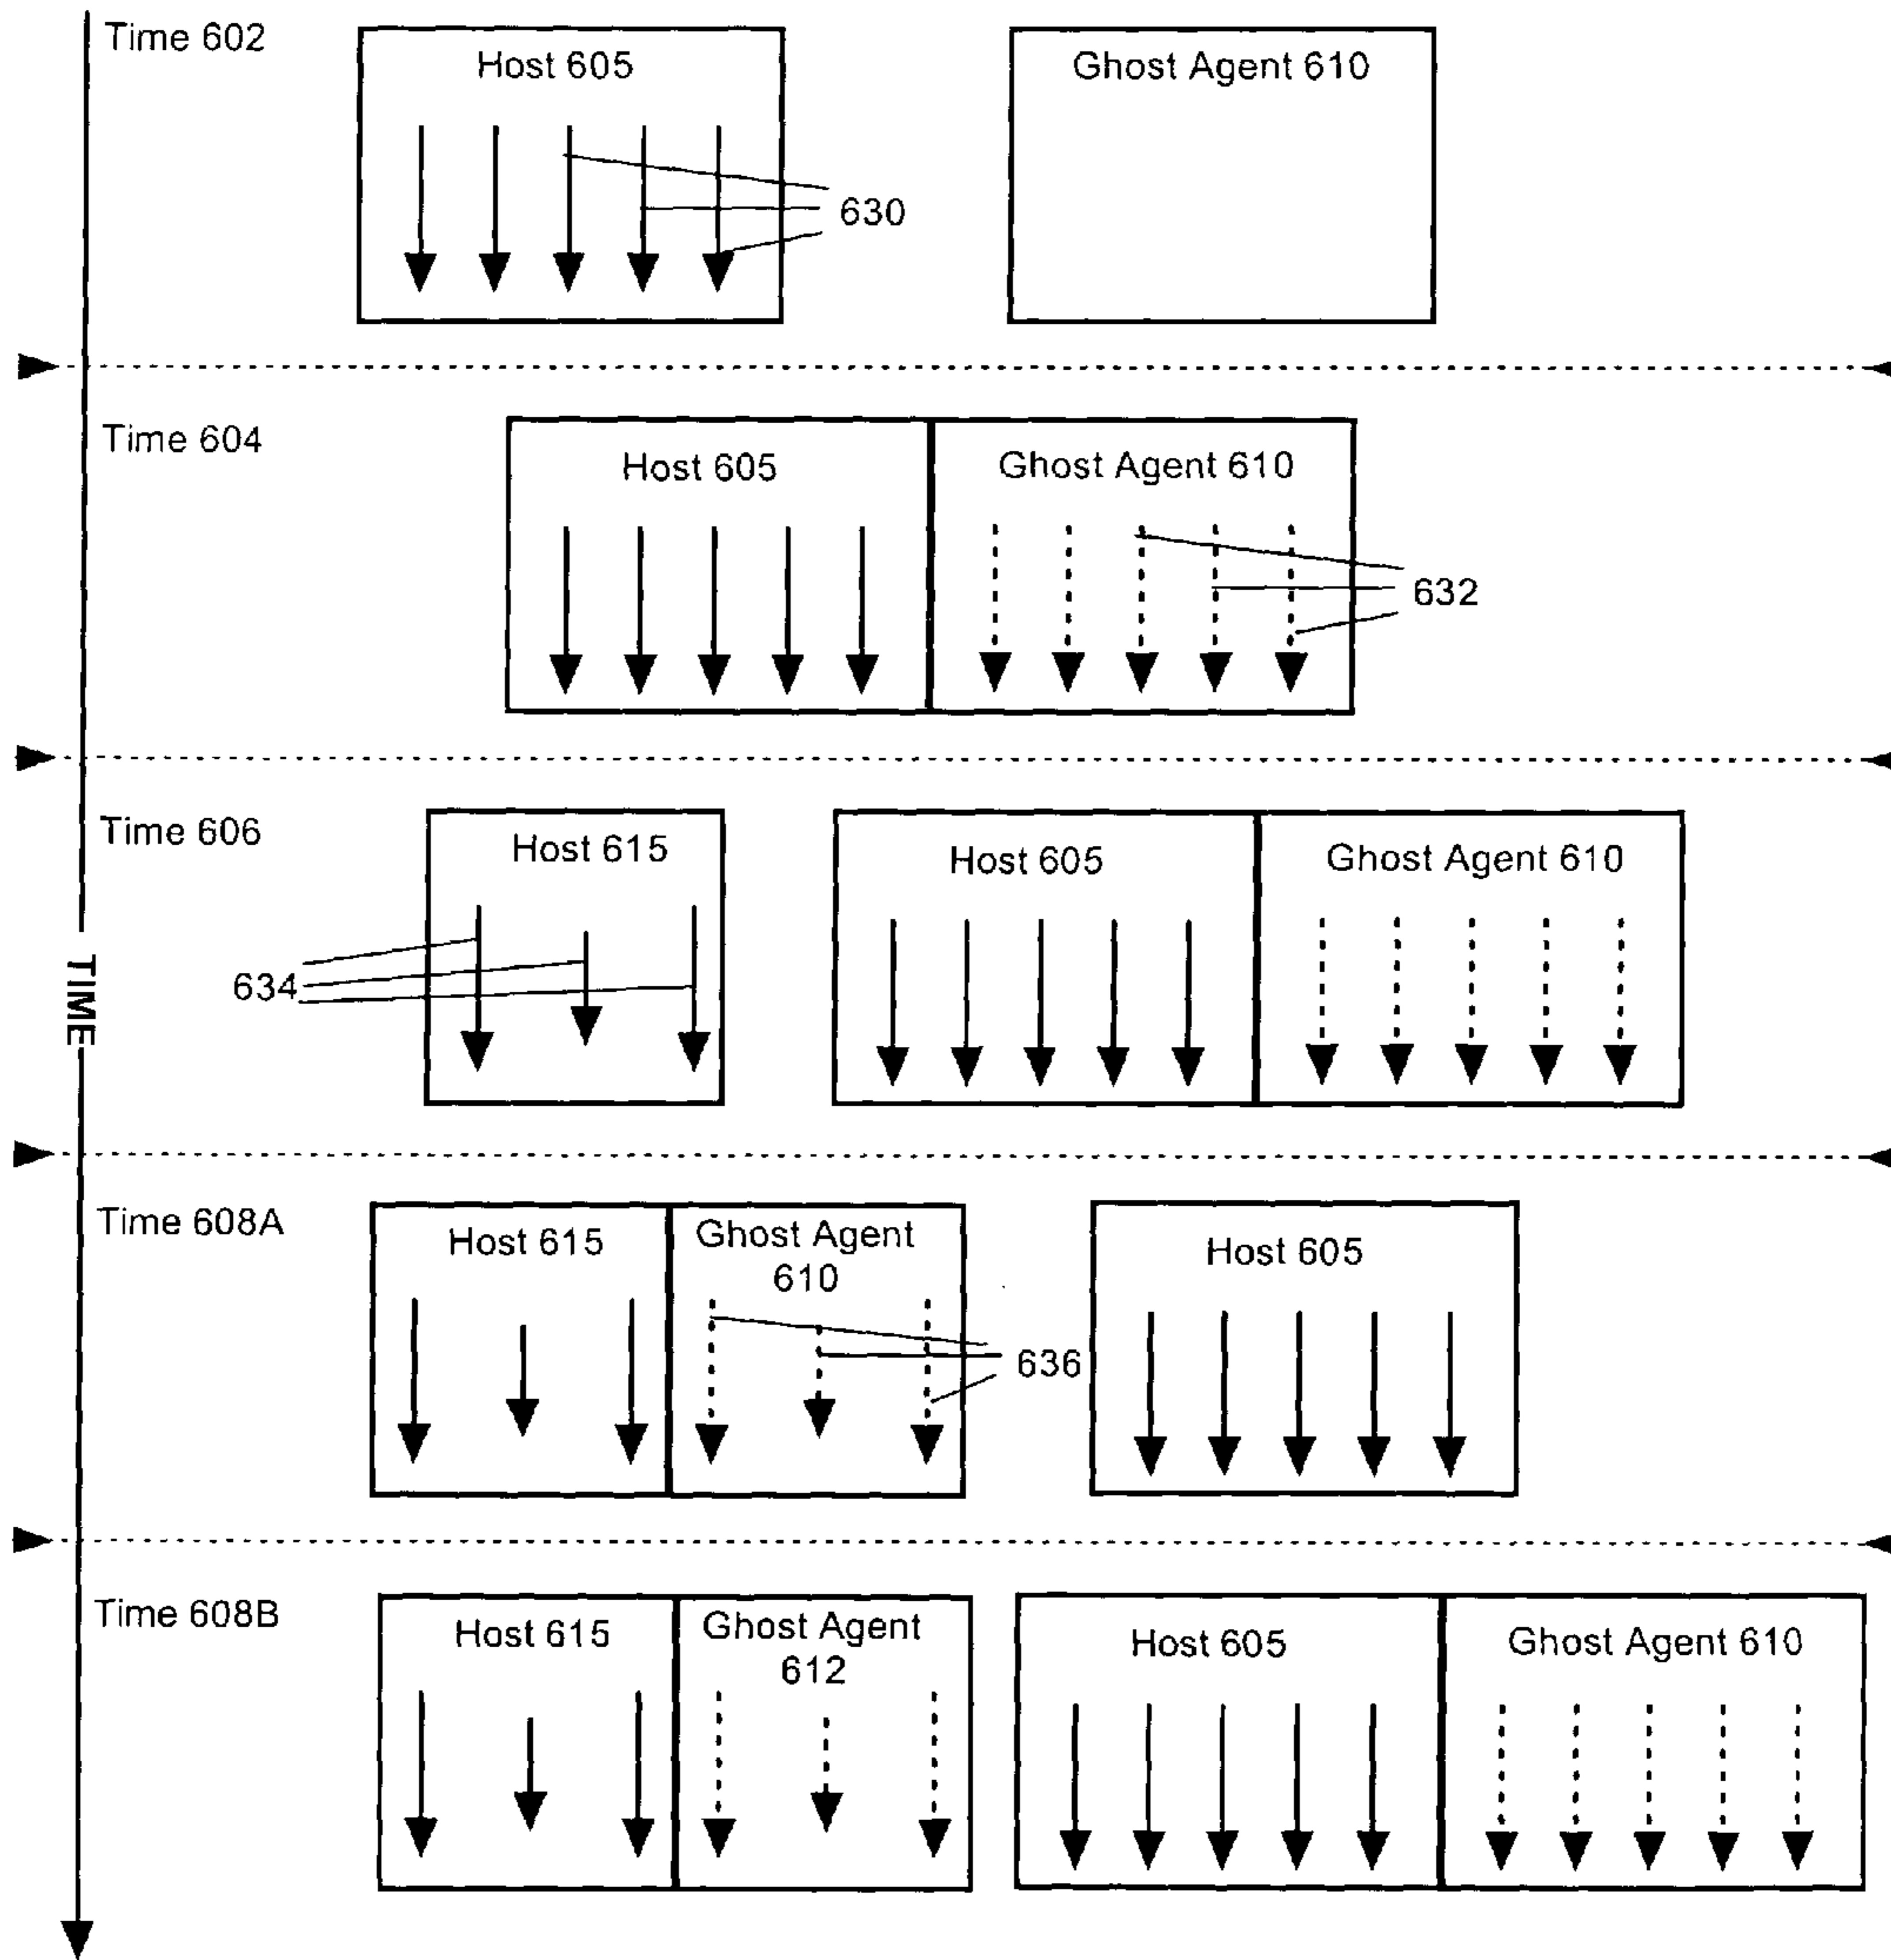 Time 602
Host 605
Ghost Agent 610
630
Time 604
Host 605
Ghost Agent 610
632
Time 606
Host 615
Host 605
Ghost Agent 610
634
TIME
Time 608A
Host 615
Ghost Agent
610
Host 605
636
Time 608B
Host 615
Ghost Agent
612
Host 605
Ghost Agent 610